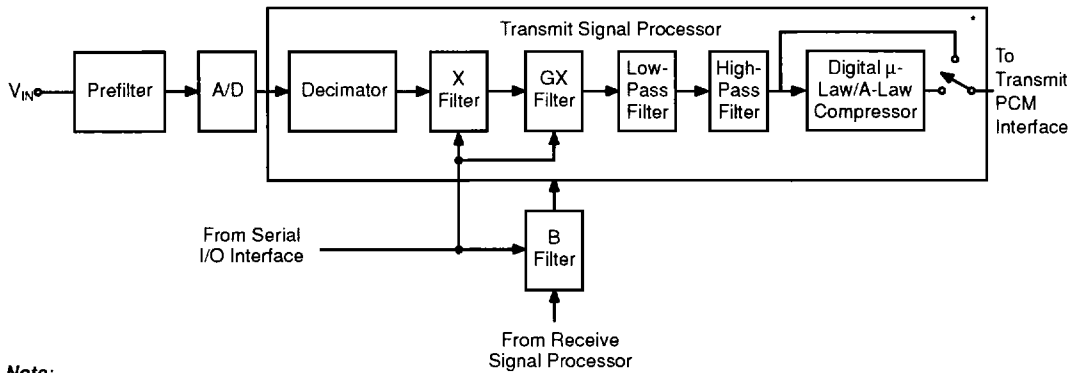 Transmit Signal Processor
*
V_IN
Prefilter
A/D
Decimator
X
Filter
GX
Filter
Low-
Pass
Filter
High-
Pass
Filter
Digital μ-
Law/A-Law
Compressor
To
Transmit
PCM
Interface
From Serial
I/O Interface
B
Filter
From Receive
Signal Processor
Note: